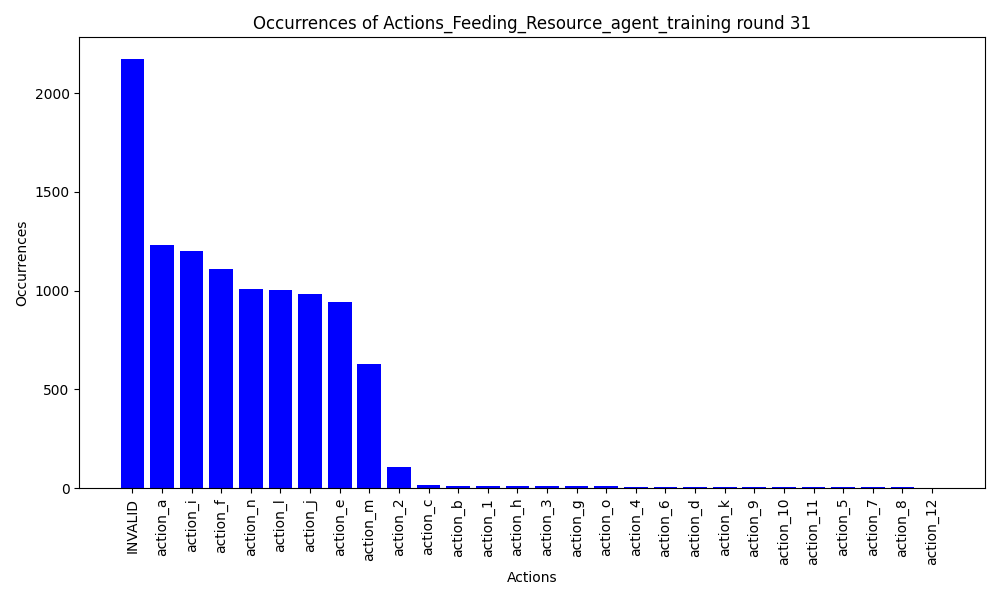 Occurrences of Actions_Feeding_Resource_agent_training round 31
Occurrences
2000
1500
1000
500
0
INVALID
action_a
action_i
action_f
action_n
action_l
action_j
action_e
action_m
action_2
action_c
action_b
action_1
action_h
action_3
action_g
action_o
action_4
action_6
action_d
action_k
action_9
action_10
action_11
action_5
action_7
action_8
action_12
Actions